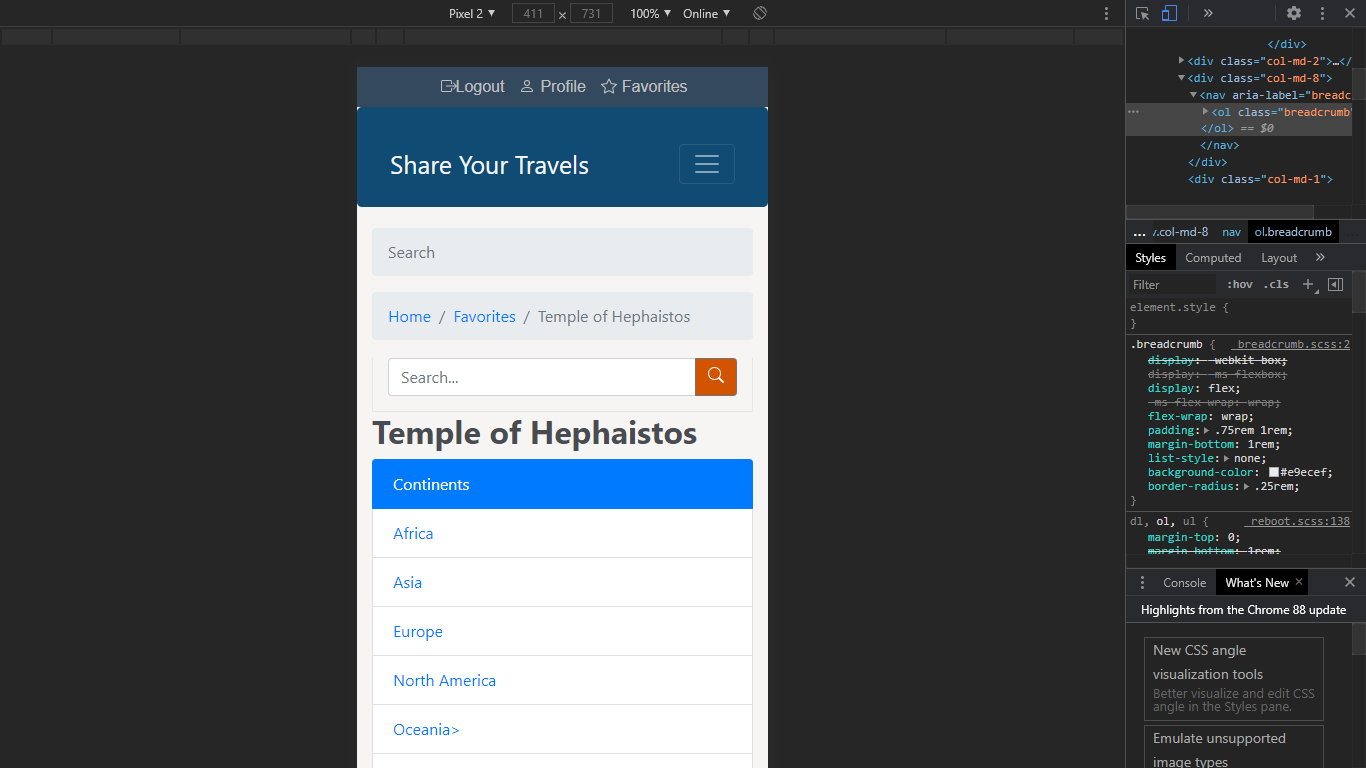 Pixel 2 ▼ 411 × 731 100% ▼ Online ▼
Logout Profile Favorites
Share Your Travels
Search
Home / Favorites / Temple of Hephaistos
Search...
Temple of Hephaistos
Continents
Africa
Asia
Europe
North America
Oceania>
</div>
<div class="col-md-2">…</
<div class="col-md-8">
<nav aria-label="breadc
<ol class="breadcrumb"
</ol> == $0
</nav>
</div>
<div class="col-md-1">
... v.col-md-8 nav ol.breadcrumb
Styles Computed Layout »
Filter :hov .cls +
element.style {
}
.breadcrumb { _breadcrumb.scss:2
display: -webkit-box;
display: -ms-flexbox;
display: flex;
-ms-flex-wrap: wrap;
flex-wrap: wrap;
padding: .75rem 1rem;
margin-bottom: 1rem;
list-style: none;
background-color: #e9ecef;
border-radius: .25rem;
}
dl, ol, ul { _reboot.scss:138
margin-top: 0;
margin-bottom: 1rem;
Console What's New ×
Highlights from the Chrome 88 update
New CSS angle
visualization tools
Better visualize and edit CSS
angle in the Styles pane.
Emulate unsupported
image types